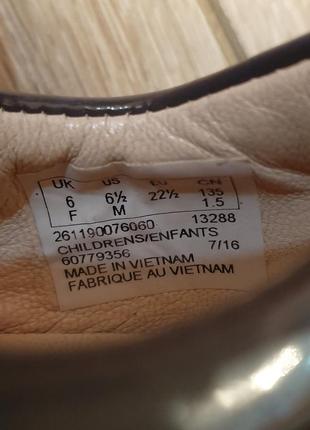 UK US EU CN
6 6½ 22½ 135
F M 1.5
261190076060 13288
CHILDRENS/ENFANTS
60779356 7/16
MADE IN VIETNAM
FABRIQUE AU VIETNAM